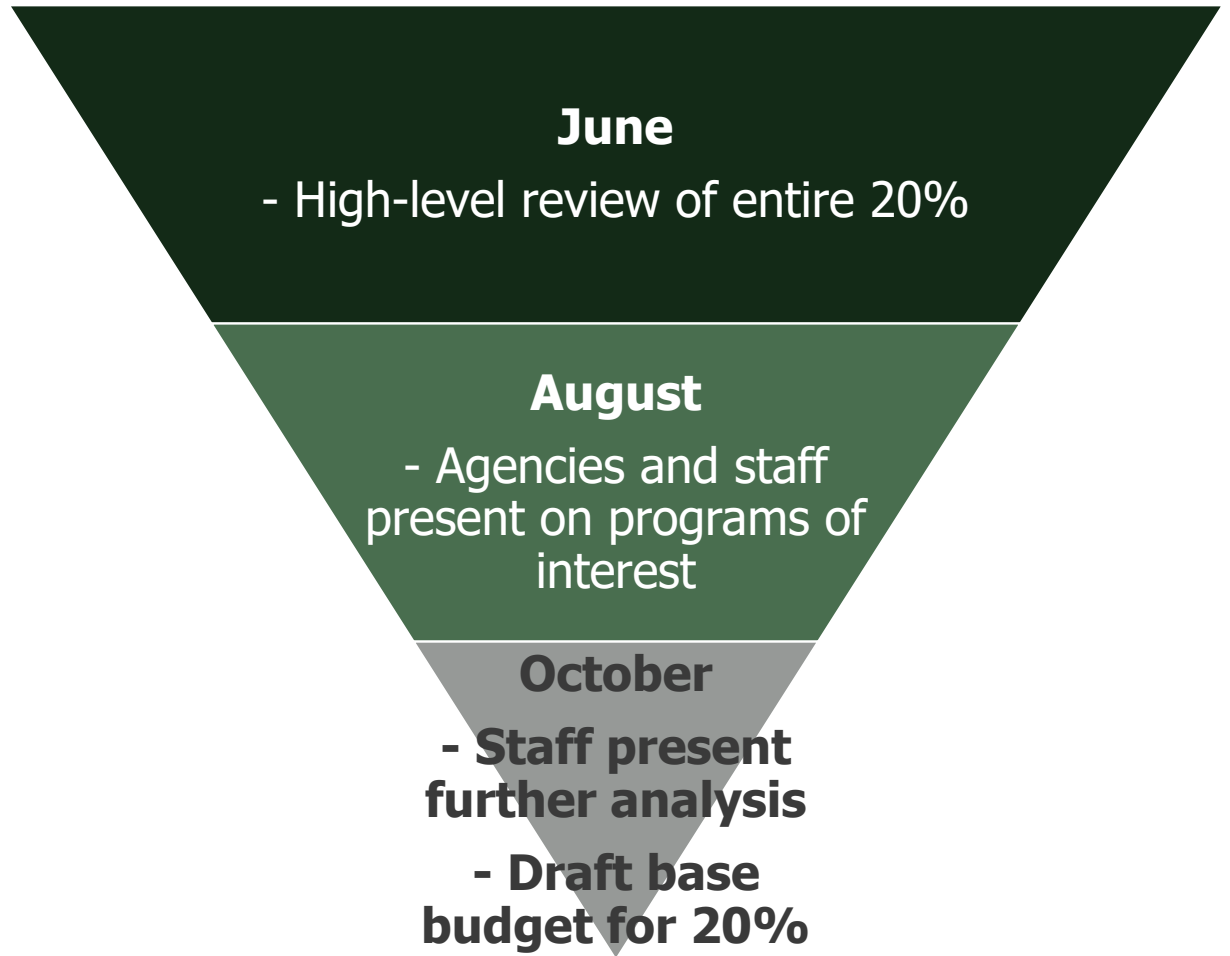 June
- High-level review of entire 20%
August
- Agencies and staff
present on programs of
interest
October
- Staff present
further analysis
- Draft base
budget for 20%